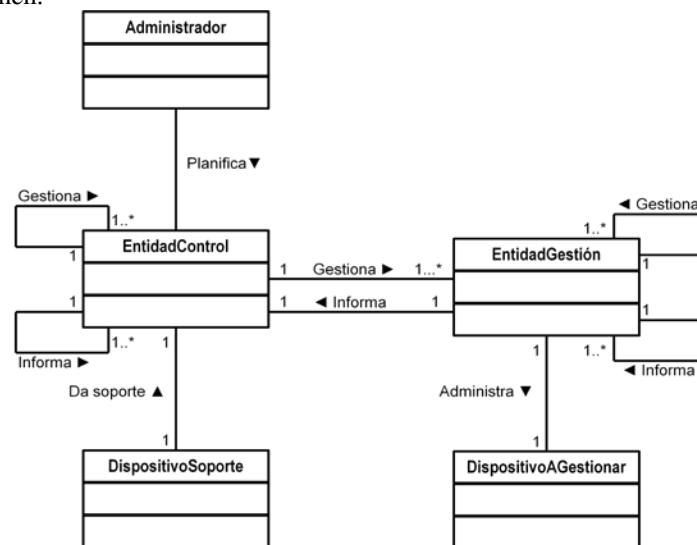 Administrador
Planifica▼
Gestiona ►
1..*
1
EntidadControl
1
Gestiona ►
1...*
1
◄ Informa
1
1
1..*
Informa ►
1
Da soporte ▲
1
DispositivoSoporte
◄ Gestiona
1..*
EntidadGestión
1
1
1..*
◄ Informa
1
Administra ▼
1
DispositivoAGestionar